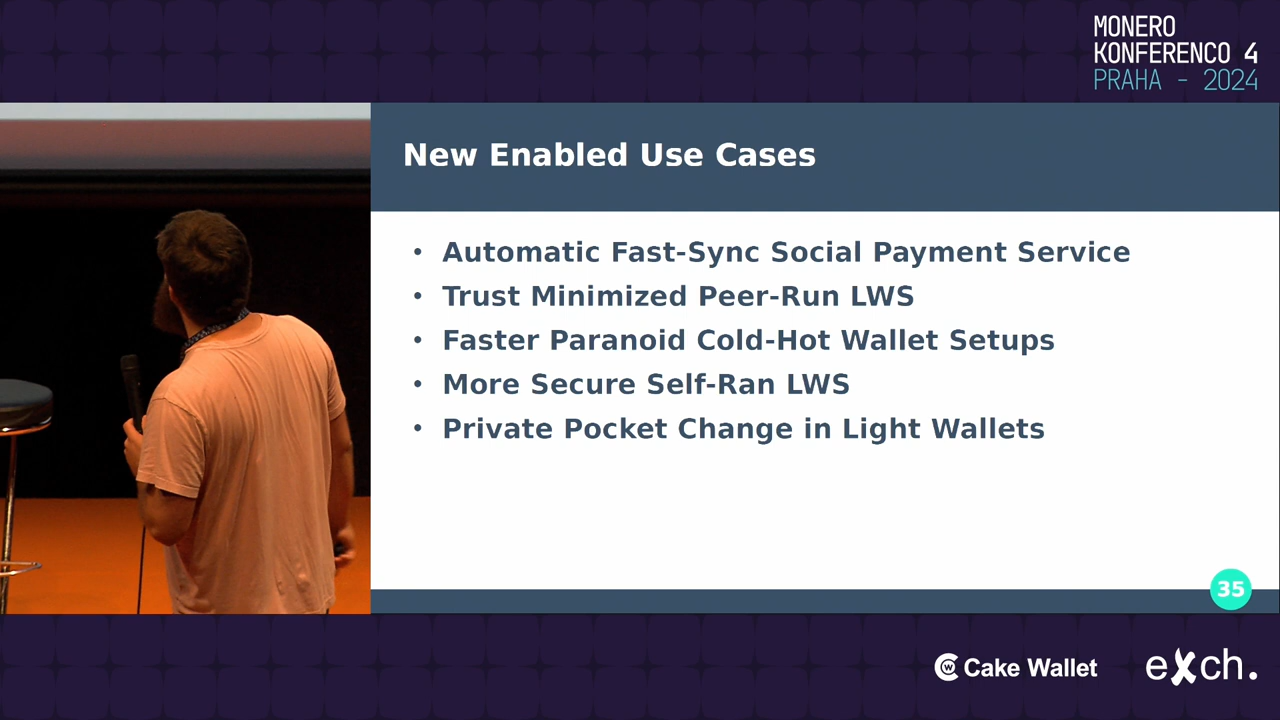 MONERO
KONFERENCO 4
PRAHA - 2024
New Enabled Use Cases
• Automatic Fast-Sync Social Payment Service
• Trust Minimized Peer-Run LWS
• Faster Paranoid Cold-Hot Wallet Setups
• More Secure Self-Ran LWS
• Private Pocket Change in Light Wallets
35
CW Cake Wallet
eXch.